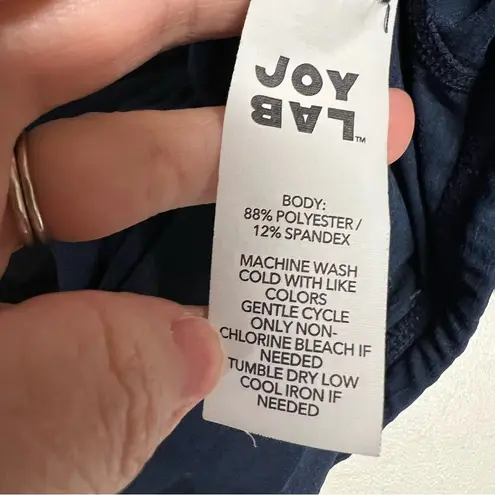 JOY
LAB™
BODY:
88% POLYESTER /
12% SPANDEX
MACHINE WASH
COLD WITH LIKE
COLORS
GENTLE CYCLE
ONLY NON-
CHLORINE BLEACH IF
NEEDED
TUMBLE DRY LOW
COOL IRON IF
NEEDED